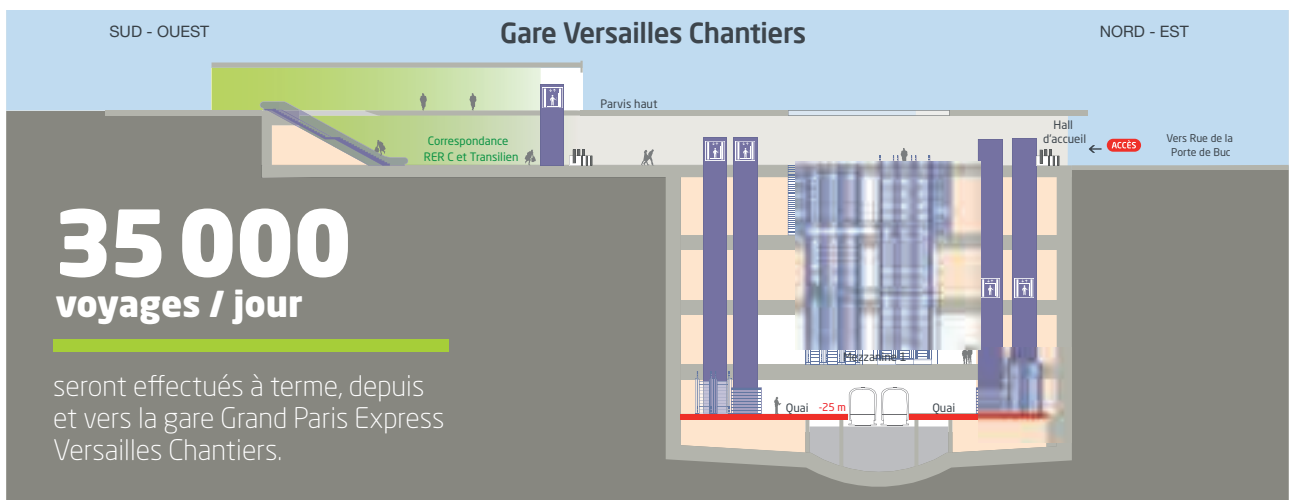 SUD - OUEST
Gare Versailles Chantiers
NORD - EST
Parvis haut
Correspondance
RER C et Transilien
Hall
d'accueil
←
ACCÈS
Vers Rue de la
Porte de Buc
35 000
voyages / jour
seront effectués à terme, depuis
et vers la gare Grand Paris Express
Versailles Chantiers.
Mezzanine 1
Quai
-25 m
Quai